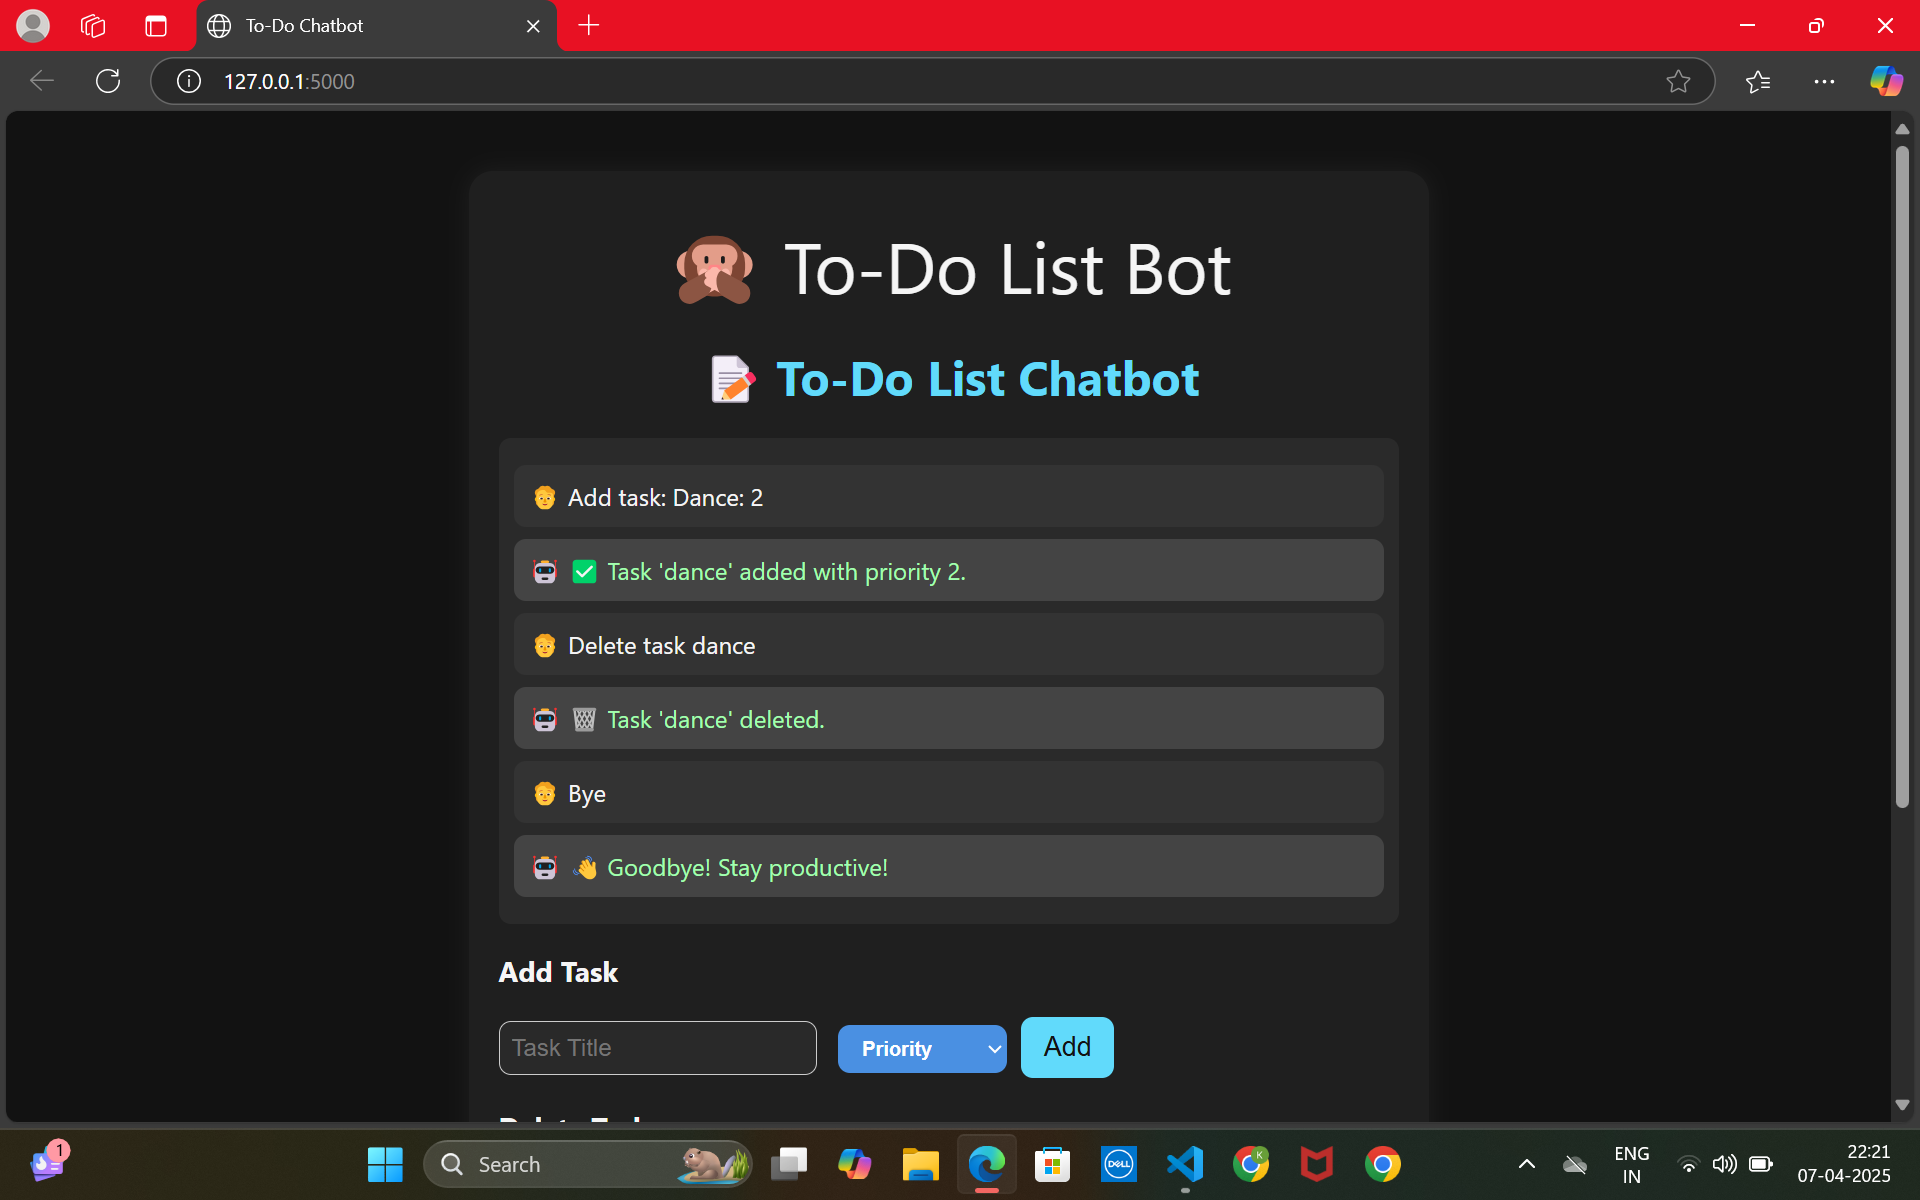 To-Do Chatbot
127.0.0.1:5000
To-Do List Bot
To-Do List Chatbot
Add task: Dance: 2
Task 'dance' added with priority 2.
Delete task dance
Task 'dance' deleted.
Bye
Goodbye! Stay productive!
Add Task
Task Title
Priority
Add
1
Search
DELL
K
ENG
IN
22:21
07-04-2025